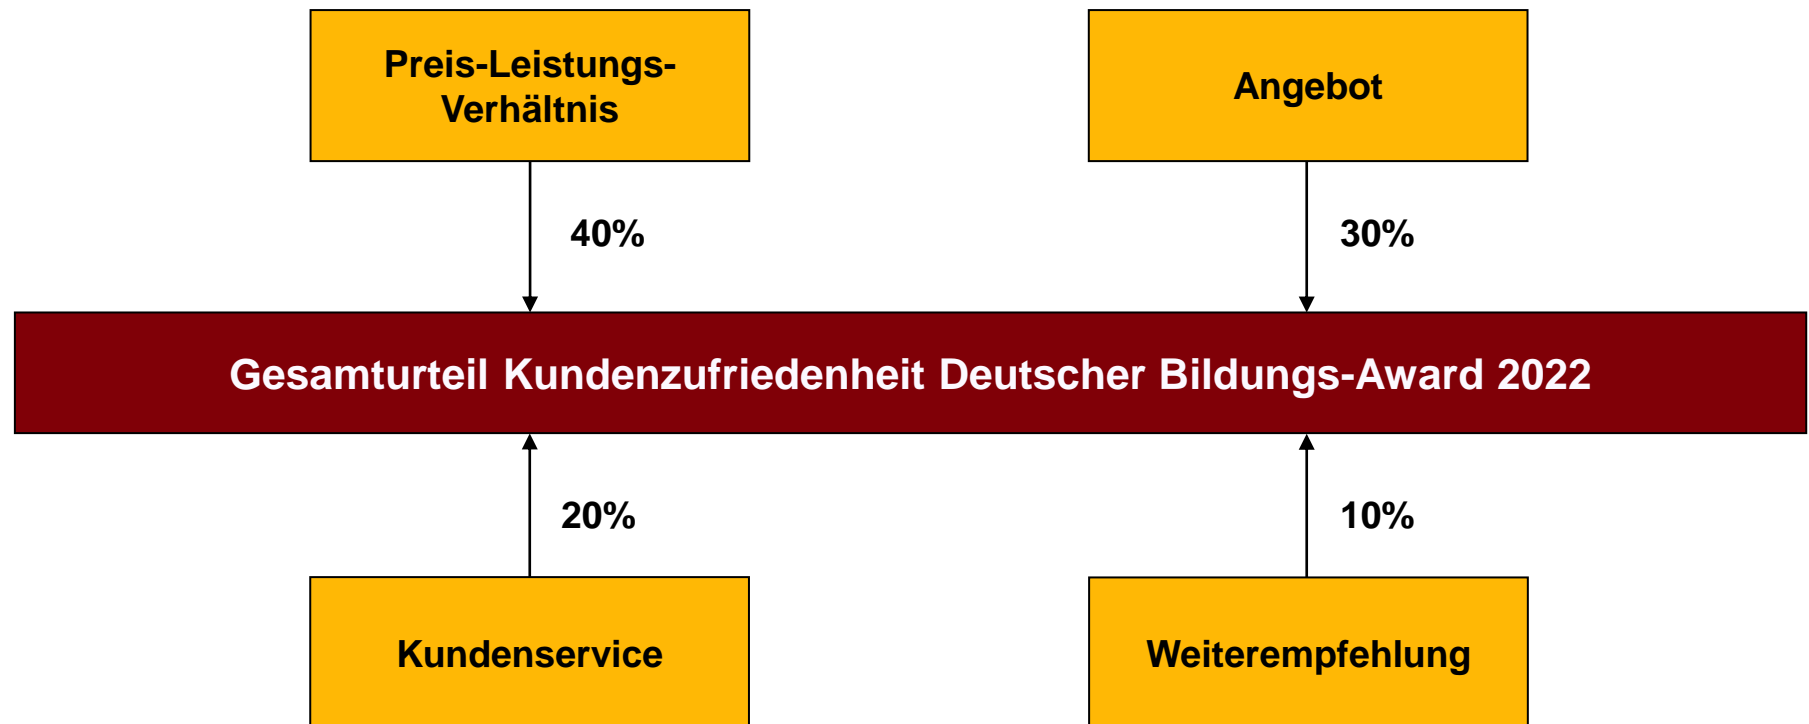 Preis-Leistungs-
Verhältnis
Angebot
40%
30%
Gesamturteil Kundenzufriedenheit Deutscher Bildungs-Award 2022
20%
10%
Kundenservice
Weiterempfehlung